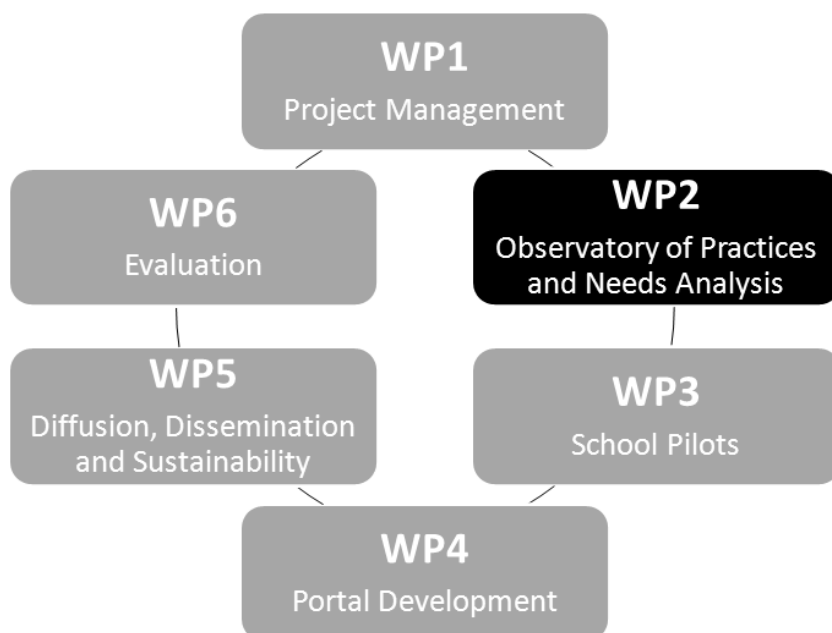 WP1
Project Management
WP2
Observatory of Practices
and Needs Analysis
WP3
School Pilots
WP4
Portal Development
WP5
Diffusion, Dissemination
and Sustainability
WP6
Evaluation